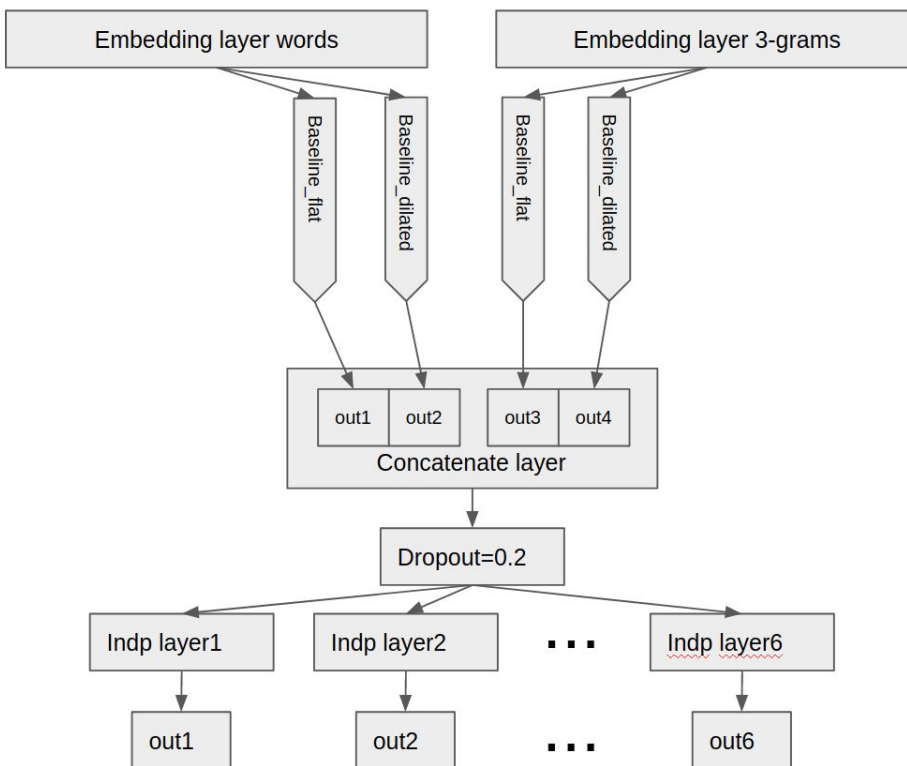 Embedding layer words
Embedding layer 3-grams
Baseline_flat
Baseline_dilated
Baseline_flat
Baseline_dilated
out1
out2
out3
out4
Concatenate layer
Dropout=0.2
Indp layer1
Indp layer2
...
Indp layer6
out1
out2
...
out6